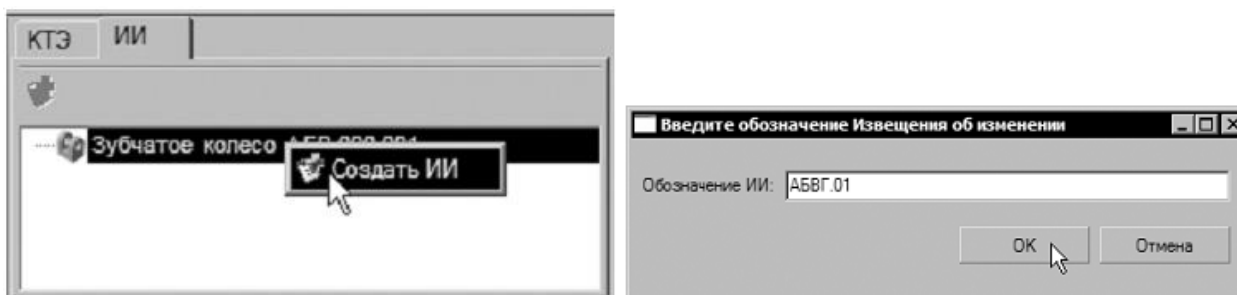 КТЭ ИИ
Зубчатое колесо
Создать ИИ
Введите обозначение Извещения об изменении
Обозначение ИИ: АБВГ.01
OK Отмена